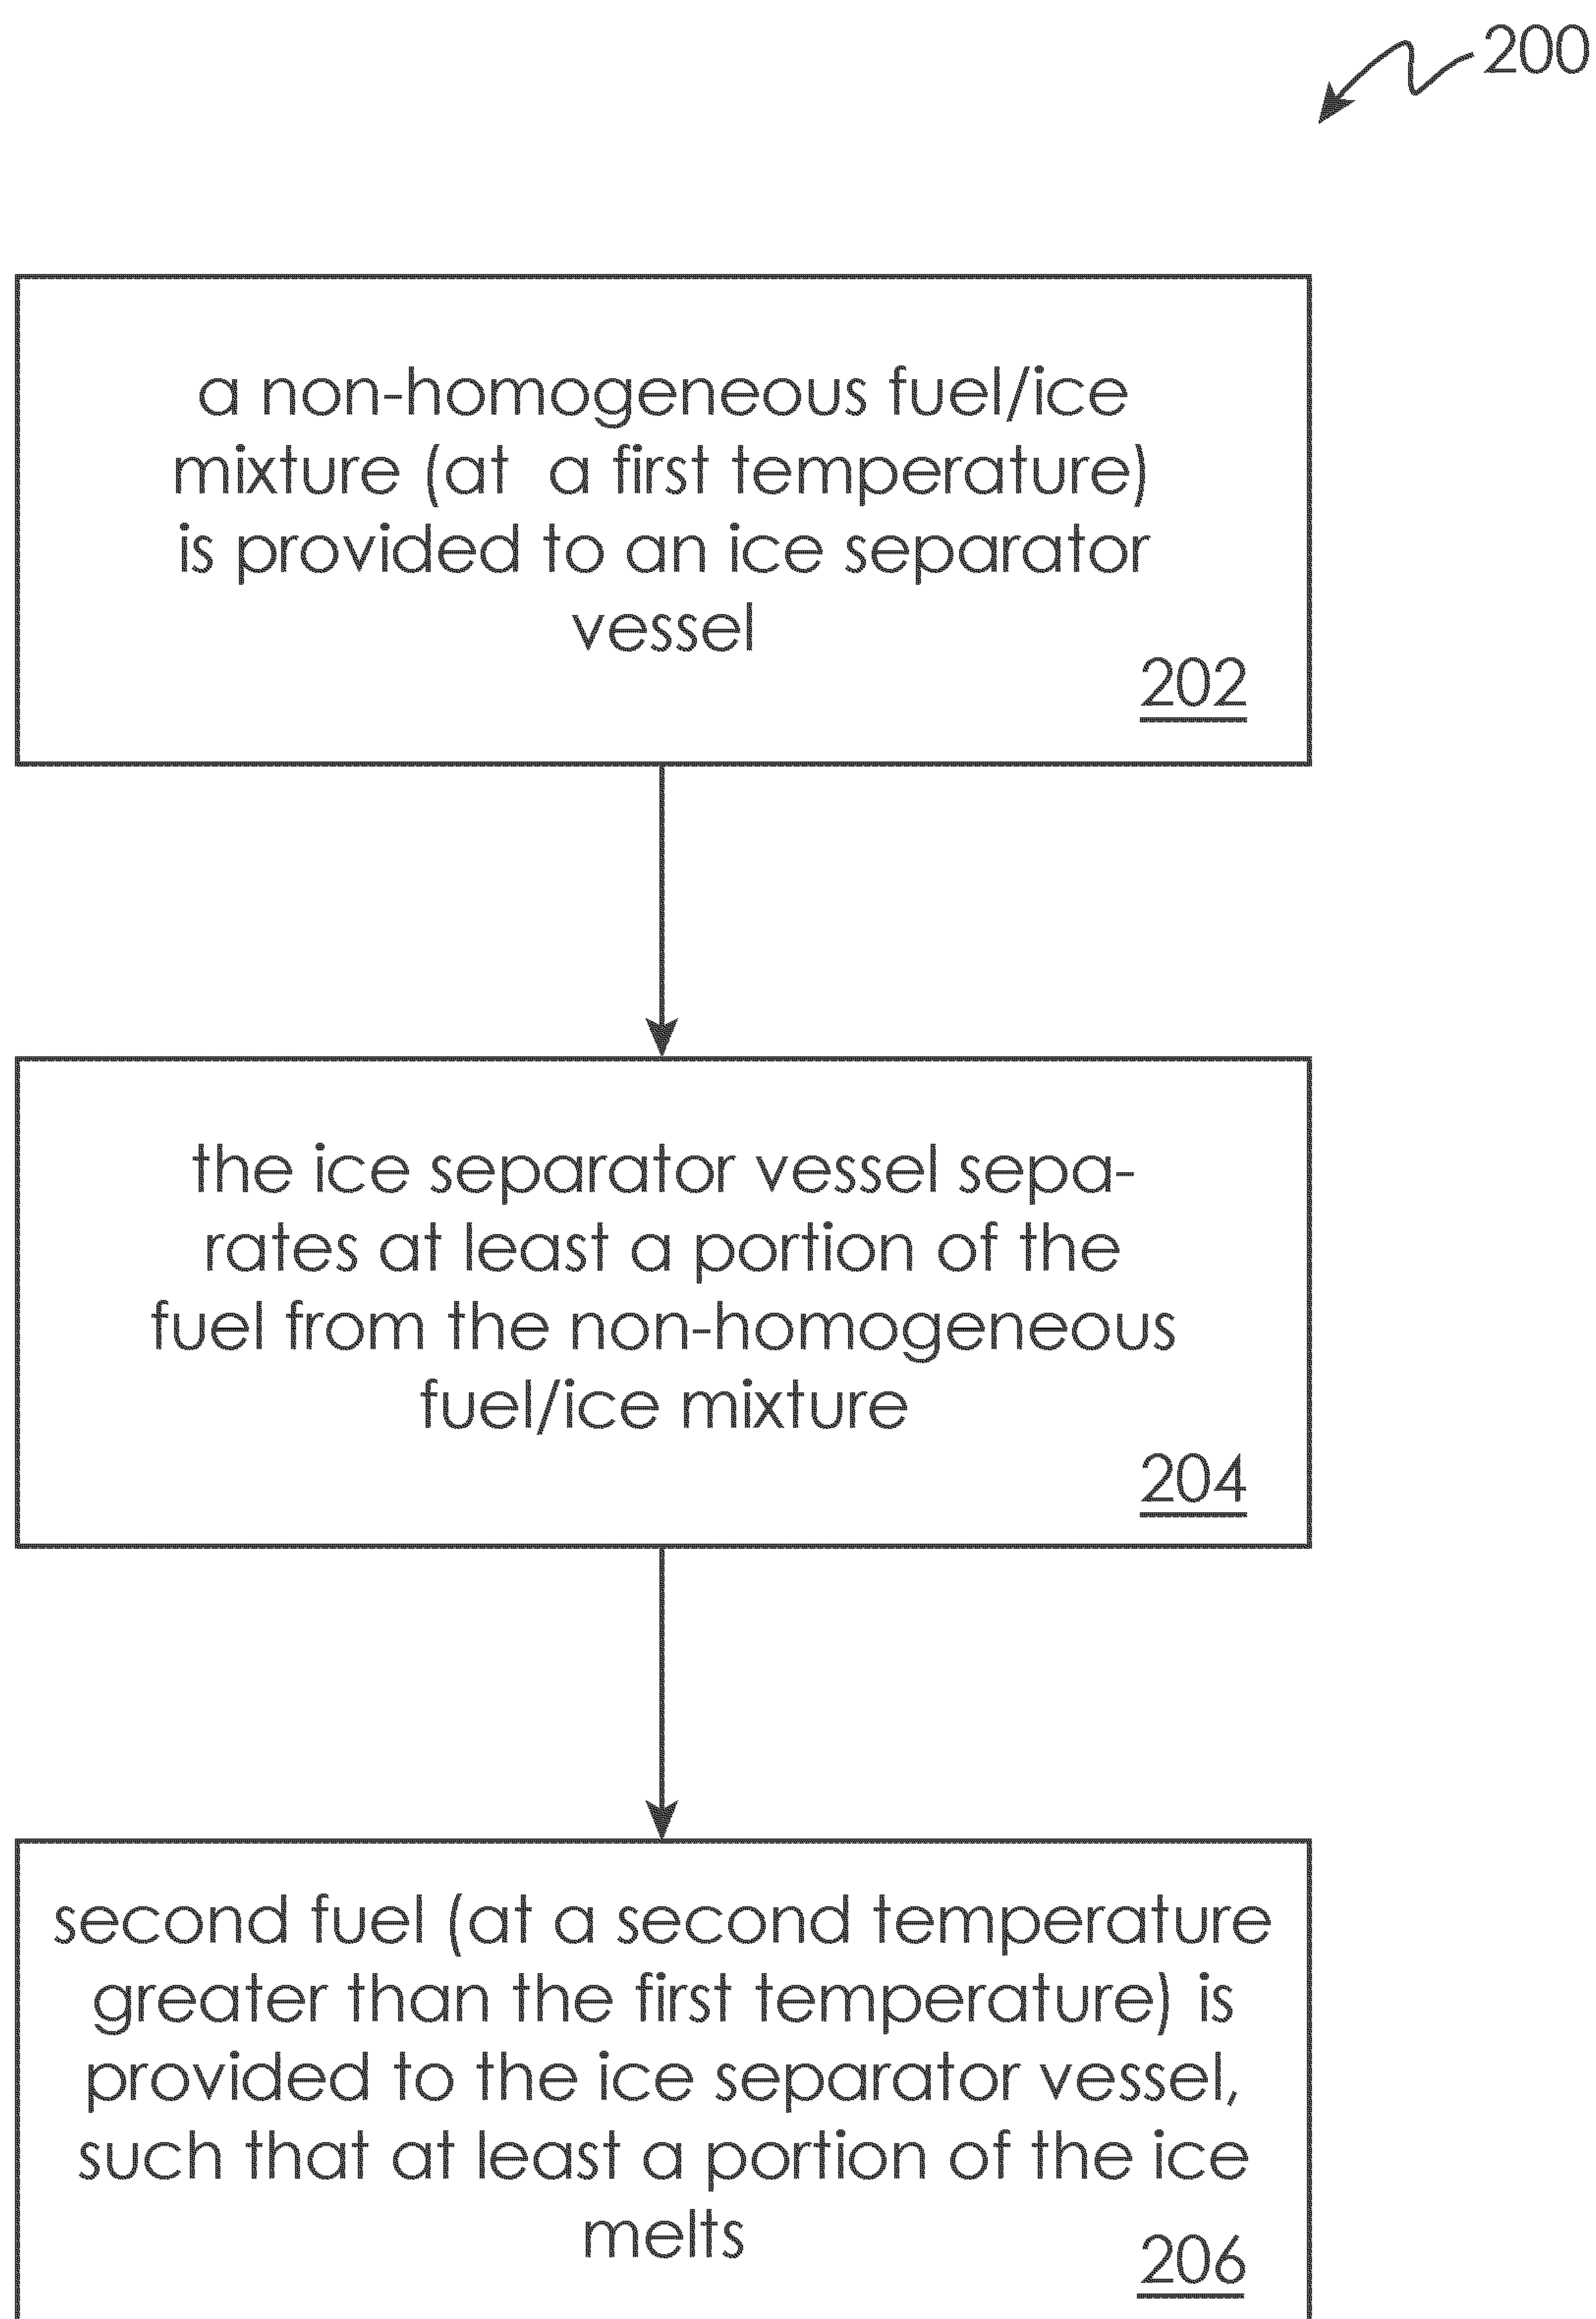 200
a non-homogeneous fuel/ice
mixture (at  a first temperature)
is provided to an ice separator
vessel
202
the ice separator vessel sepa-
rates at least a portion of the
fuel from the non-homogeneous
fuel/ice mixture
204
second fuel (at a second temperature
greater than the first temperature) is
provided to the ice separator vessel,
such that at least a portion of the ice
melts
206